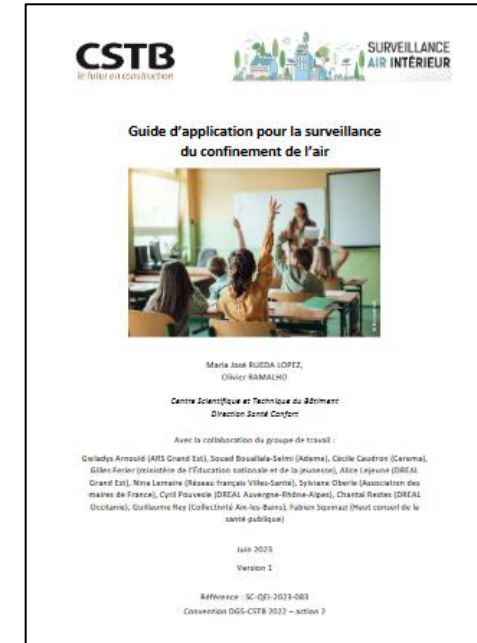 CSTB
le futur en construction
SURVEILLANCE
AIR INTÉRIEUR
Guide d'application pour la surveillance
du confinement de l'air
Maria José RUEDA LOPEZ,
Olivier RAMALHO
Centre Scientifique et Technique du Bâtiment
Direction Santé Confort
Avec la collaboration du groupe de travail :
Gwladys Arnould (ARS Grand Est), Souad Bouallala-Selmi (Ademe), Cécile Caudron (Cerema),
Gilles Ferier (ministère de l'Éducation nationale et de la jeunesse), Alice Lejeune (DREAL
Grand Est), Nina Lemaire (Réseau français Villes-Santé), Sylviane Oberle (Association des
maires de France), Cyril Pouvesle (DREAL Auvergne-Rhône-Alpes), Chantal Restes (DREAL
Occitanie), Guillaume Rey (Collectivité Aix-les-Bains), Fabien Squinazi (Haut conseil de la
santé publique)
Juin 2023
Version 1
Référence : SC-QEI-2023-083
Convention DGS-CSTB 2022 – action 2